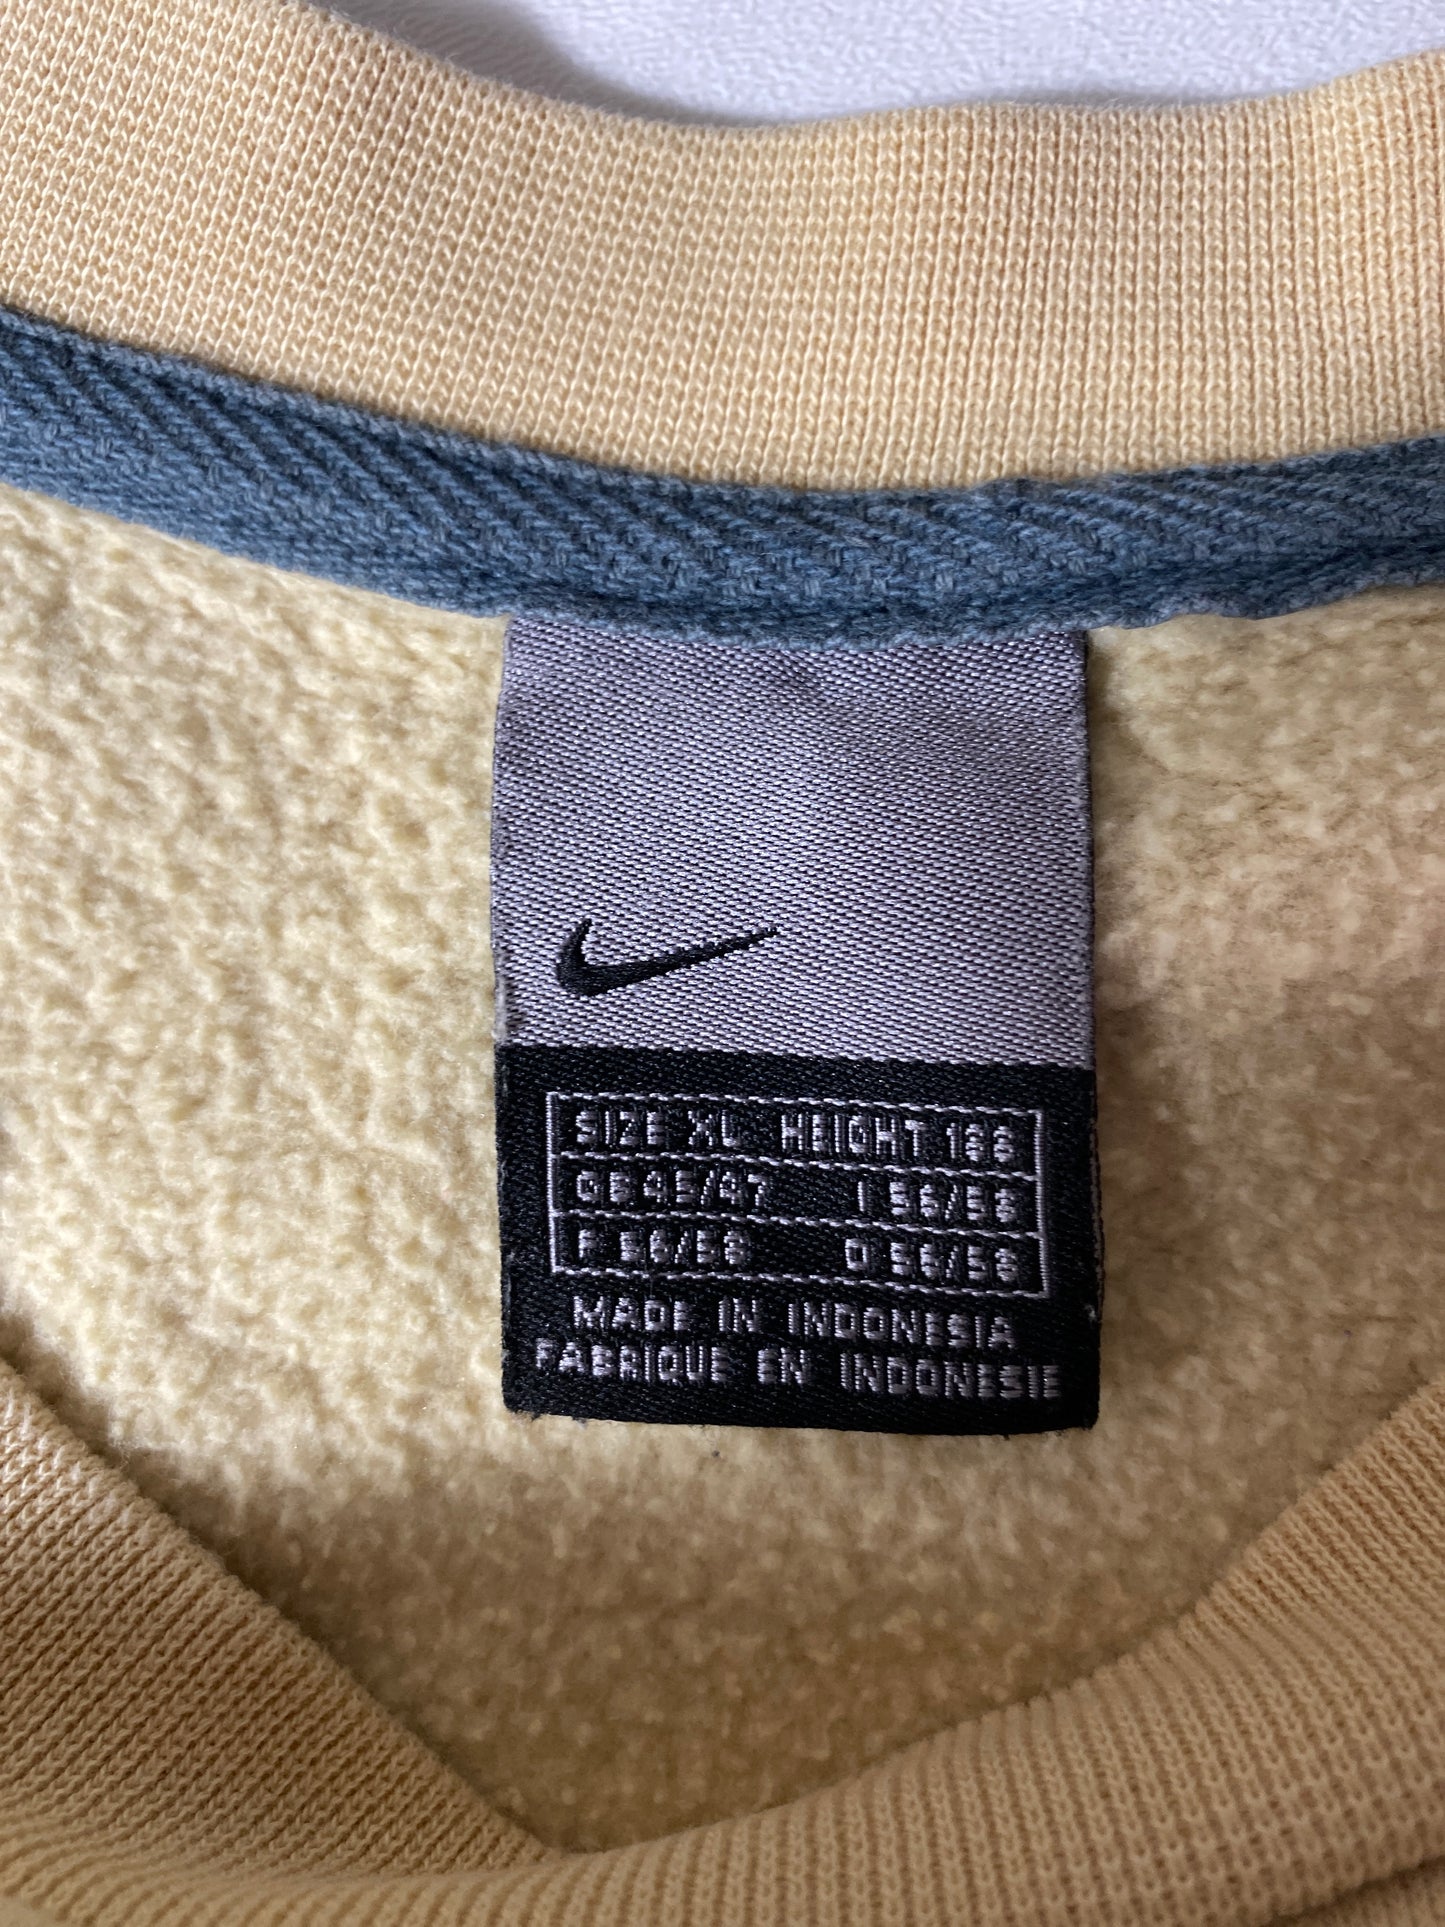 SIZE XL HEIGHT 188
GB 45/47 I 56/58
F 56/58 D 56/58
MADE IN INDONESIA
FABRIQUE EN INDONESIE